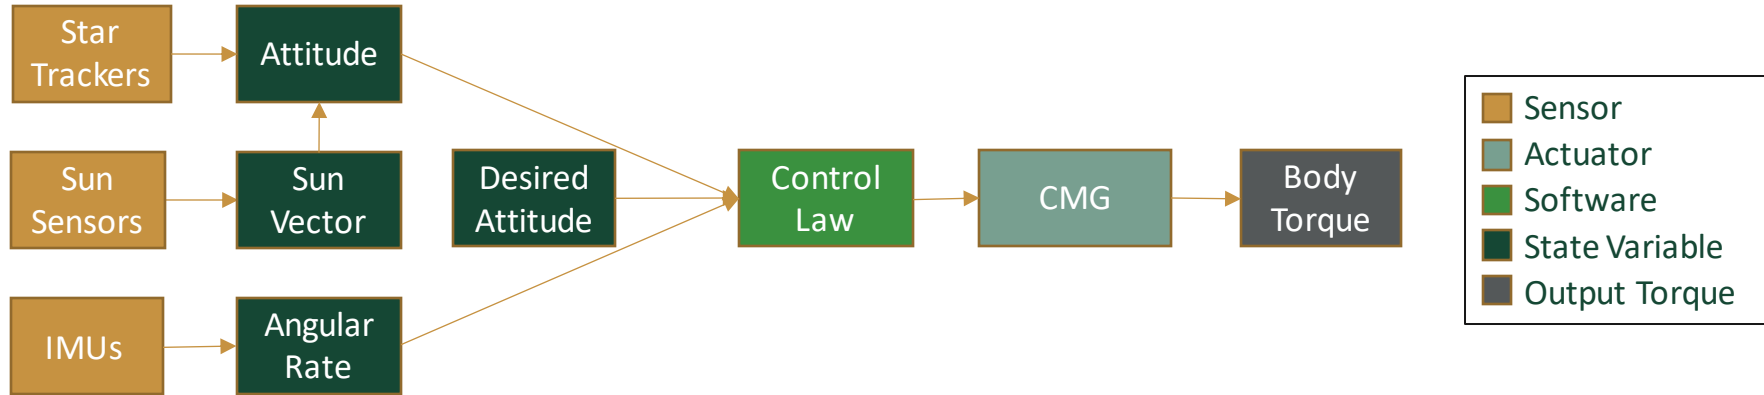 Star
Trackers
Attitude
Sun
Sensors
Sun
Vector
Desired
Attitude
Control
Law
CMG
Body
Torque
IMUs
Angular
Rate
Sensor
Actuator
Software
State Variable
Output Torque